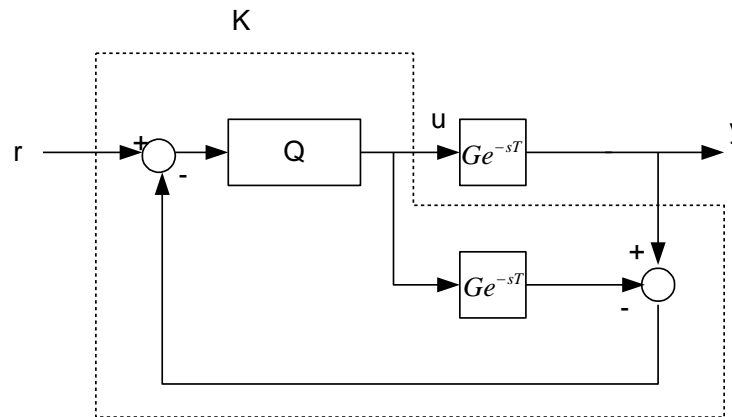 K
r
+
-
Q
u
Ge^{-sT}
y
+
Ge^{-sT}
-